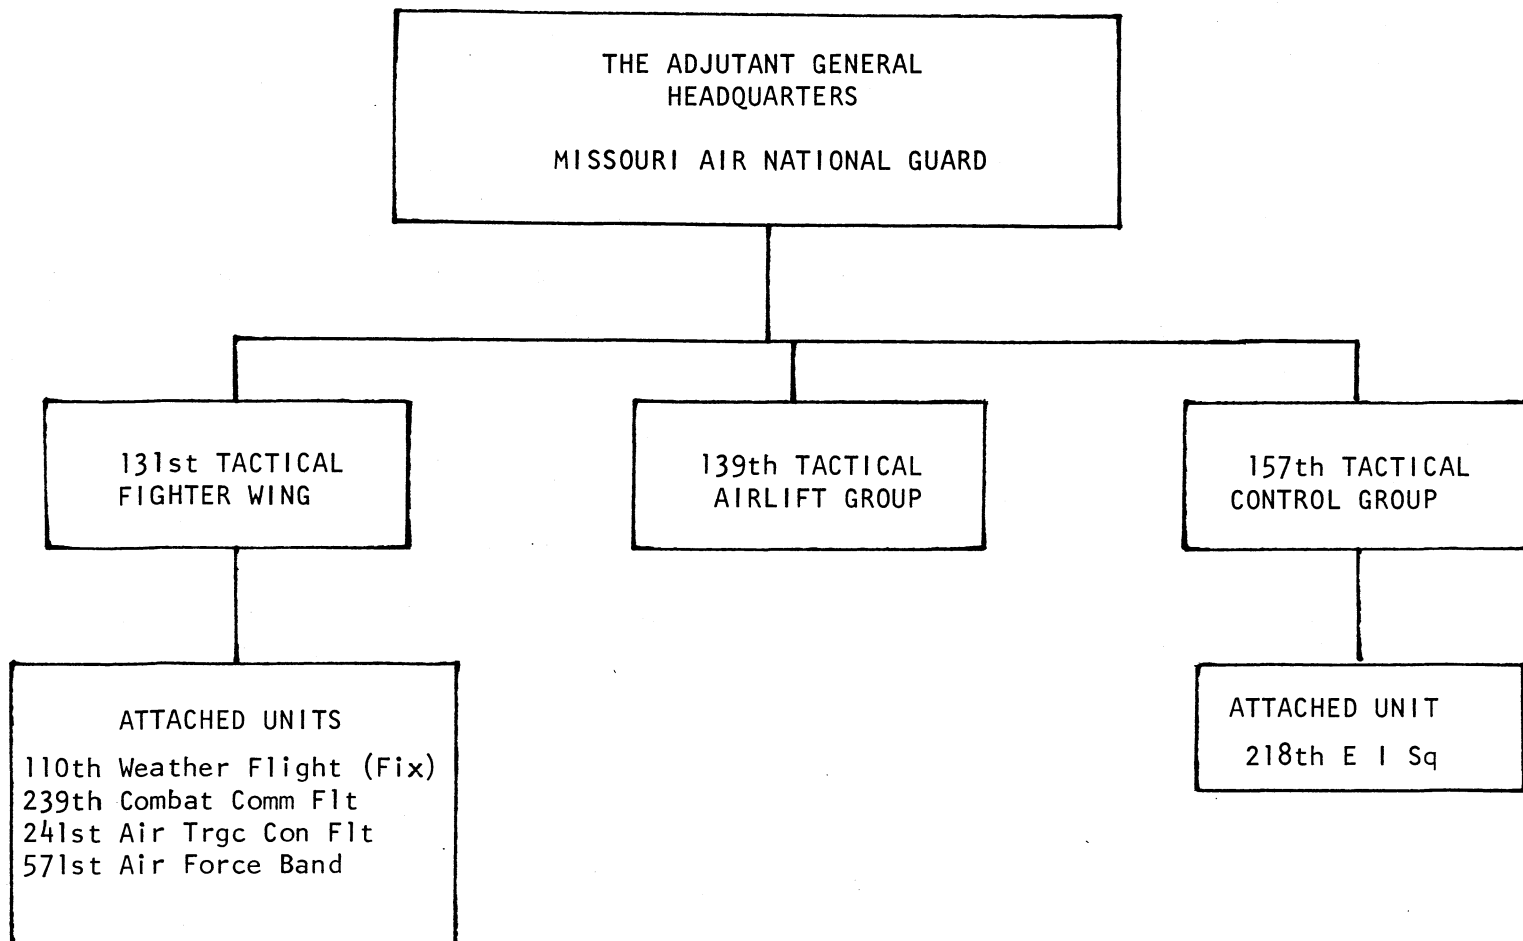 THE ADJUTANT GENERAL
HEADQUARTERS
MISSOURI AIR NATIONAL GUARD
131st TACTICAL
FIGHTER WING
139th TACTICAL
AIRLIFT GROUP
157th TACTICAL
CONTROL GROUP
ATTACHED UNITS
110th Weather Flight (Fix)
239th Combat Comm Flt
241st Air Trgc Con Flt
571st Air Force Band
ATTACHED UNIT
218th E I Sq